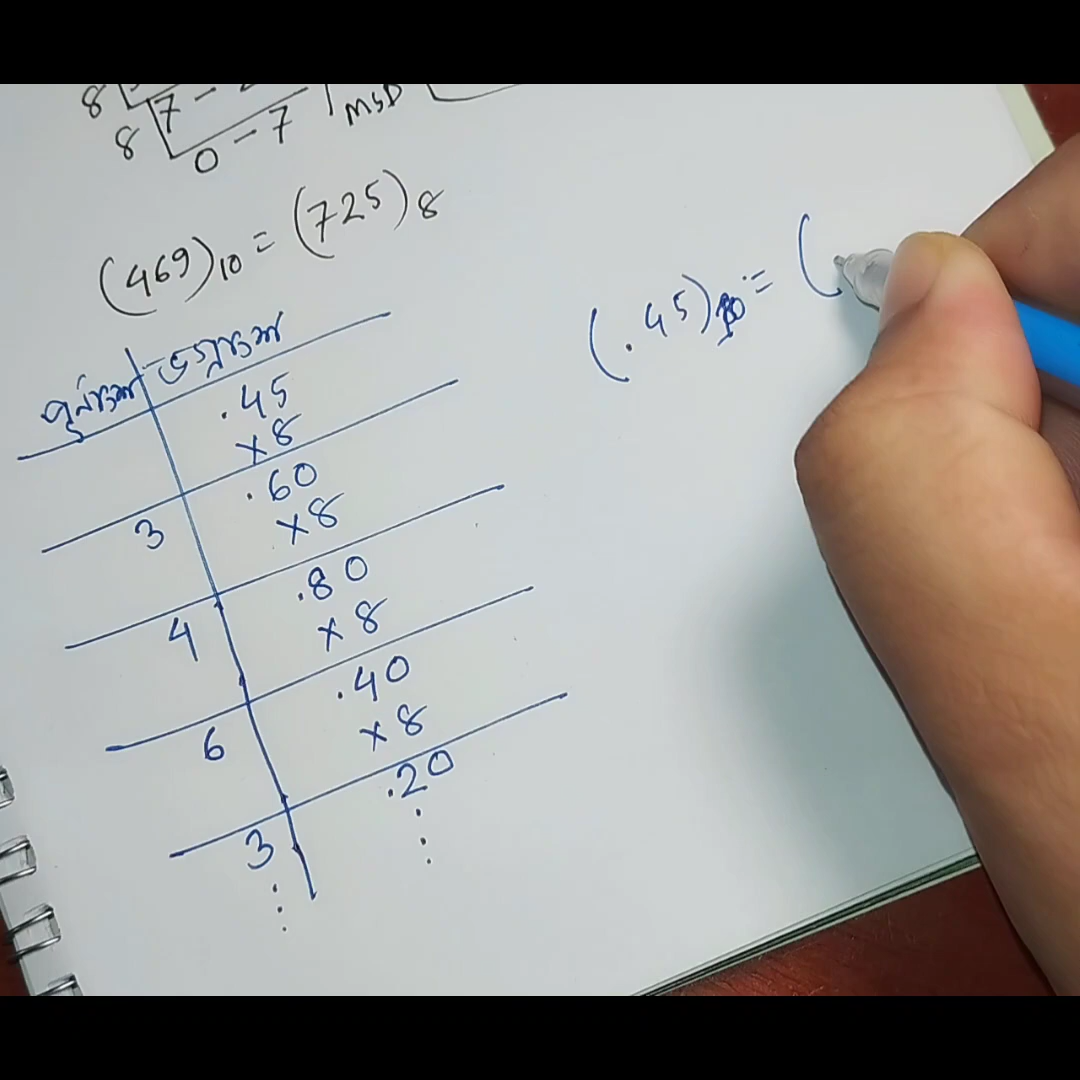 8 7 -
8 0 - 7 MSD
(469)10 = (725)8
পূর্ণাংশ ভগ্নাংশ
.45
×8
3 .60
×8
4 .80
×8
6 .40
×8
3 .20
(.45)10 = (.